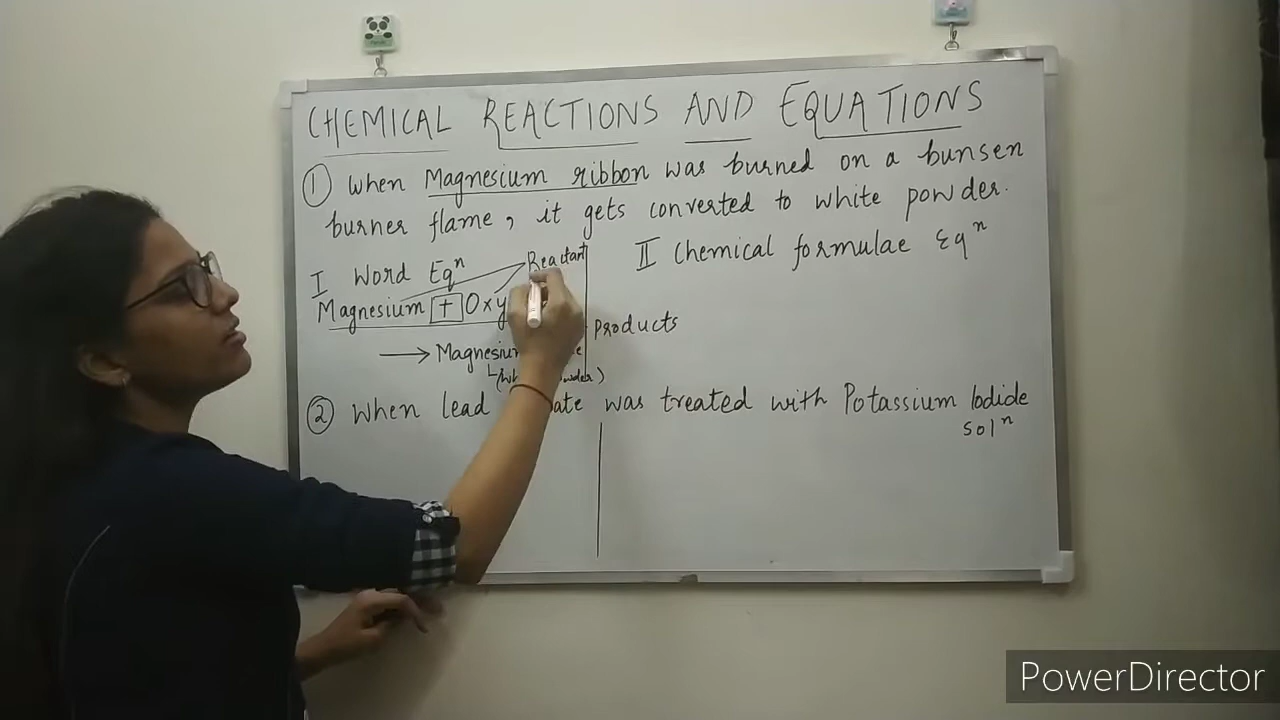 CHEMICAL REACTIONS AND EQUATIONS
① When Magnesium ribbon was burned on a bunsen
burner flame, it gets converted to white powder.
I Word Eqⁿ
Reactant
II Chemical formulae Eqⁿ
Magnesium + Oxy
Products
→ Magnesium
② When lead was treated with Potassium Iodide
Solⁿ
PowerDirector